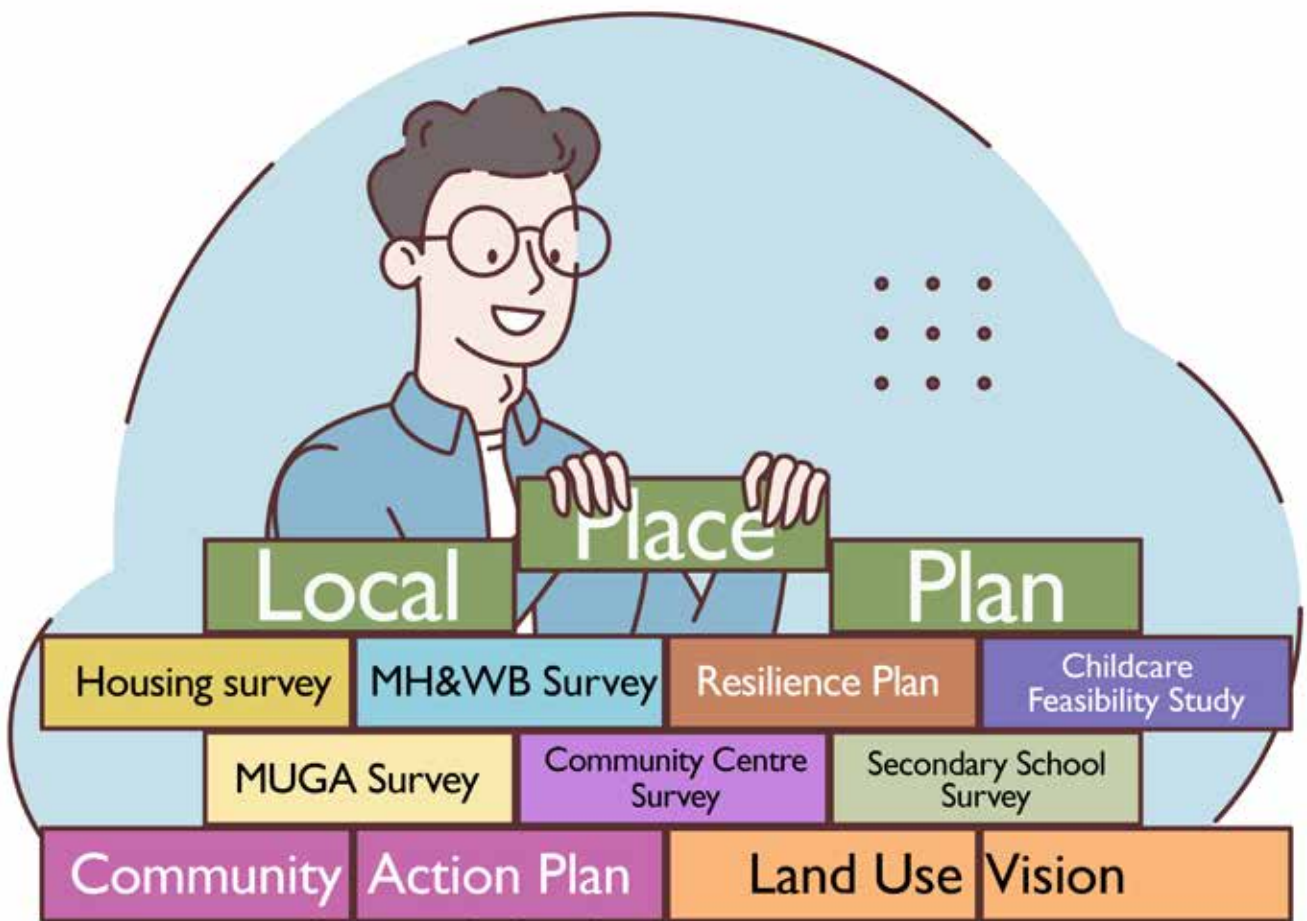 Local Place Plan
Housing survey
MH&WB Survey
Resilience Plan
Childcare
Feasibility Study
MUGA Survey
Community Centre
Survey
Secondary School
Survey
Community Action Plan
Land Use Vision